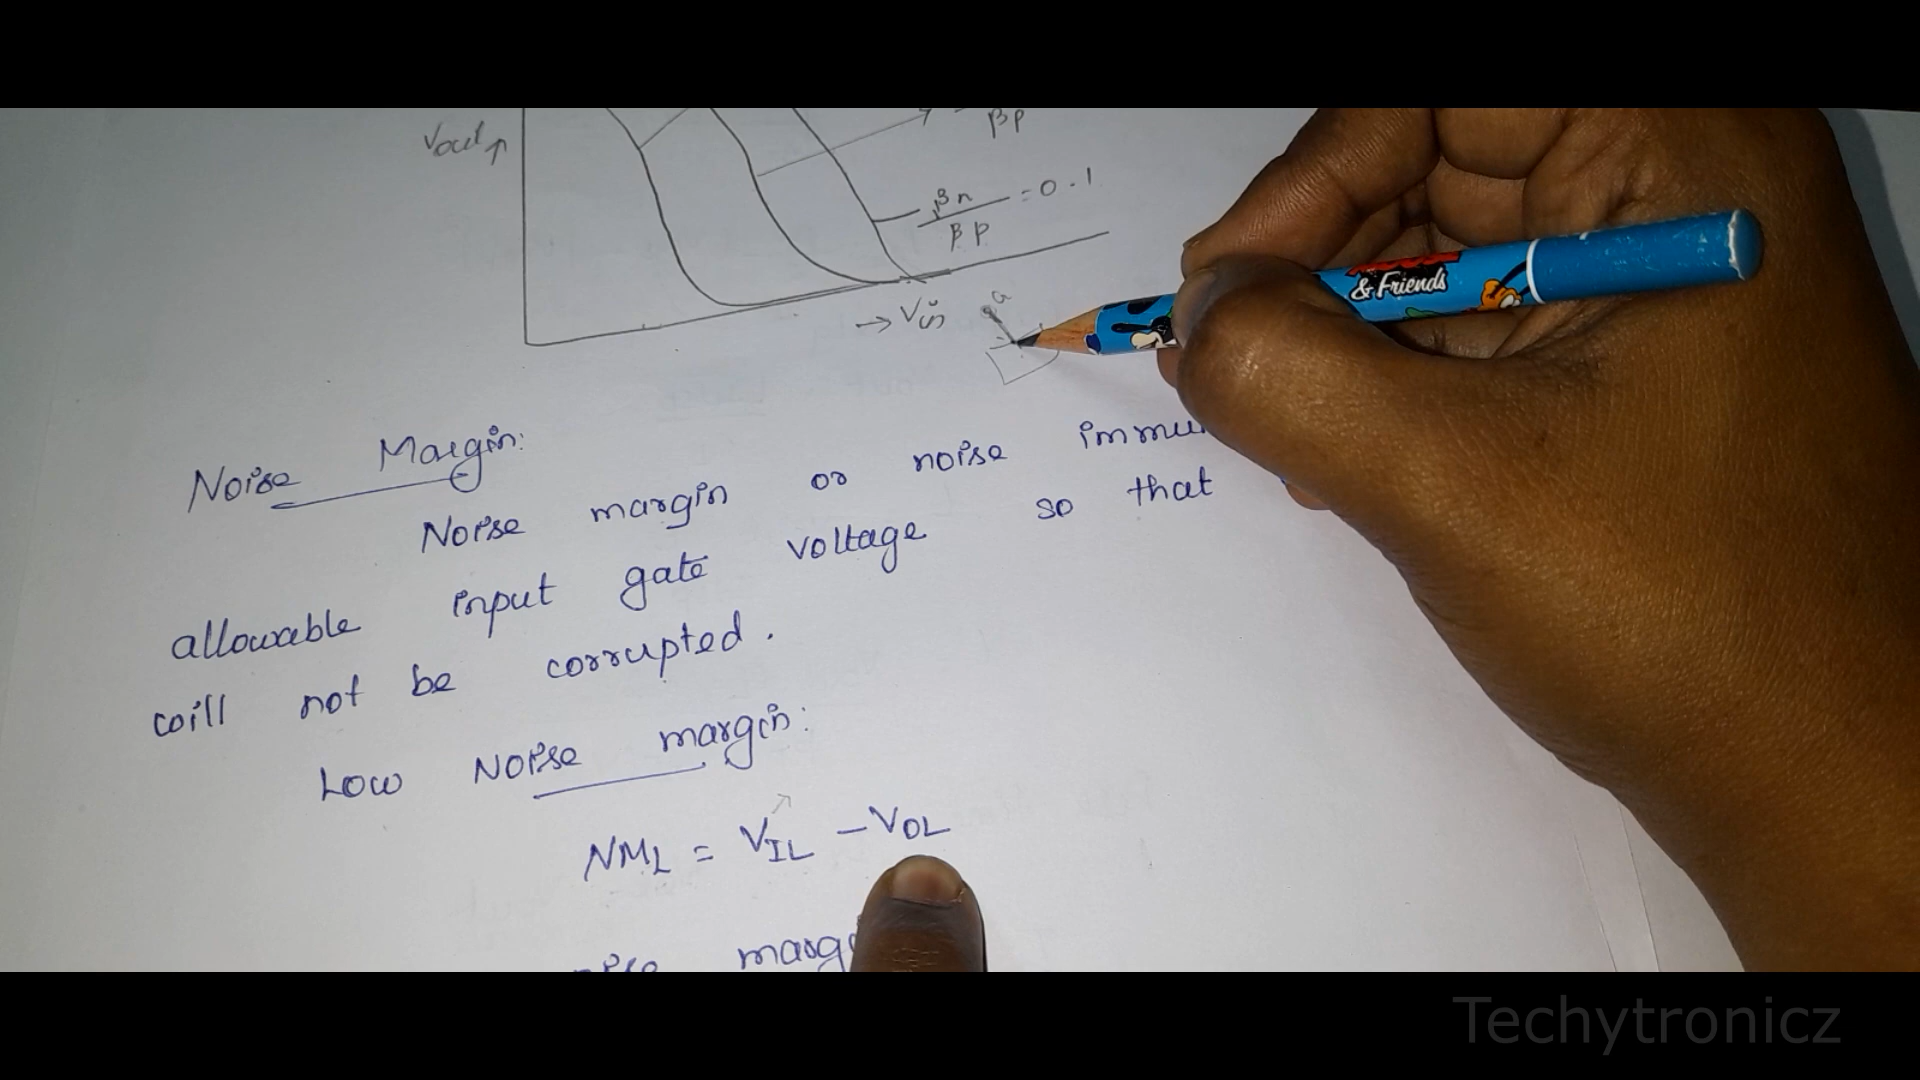 Vout ↑
βp
βn/βp = 0.1
→ Vin
a
& Friends
Noise Margin:
Noise margin or noise
allowable input gate voltage so that
will not be corrupted.
Low Noise margin:
NML = VIL - VOL
Techytronicz